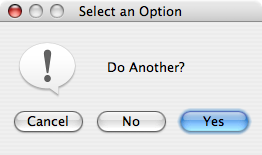 Select an Option
Do Another?
Cancel No Yes